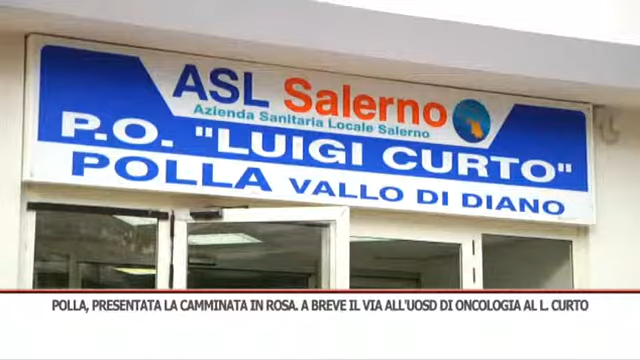 ASL Salerno
Azienda Sanitaria Locale Salerno
P.O. "LUIGI CURTO"
POLLA VALLO DI DIANO
POLLA, PRESENTATA LA CAMMINATA IN ROSA. A BREVE IL VIA ALL'UOSD DI ONCOLOGIA AL L. CURTO